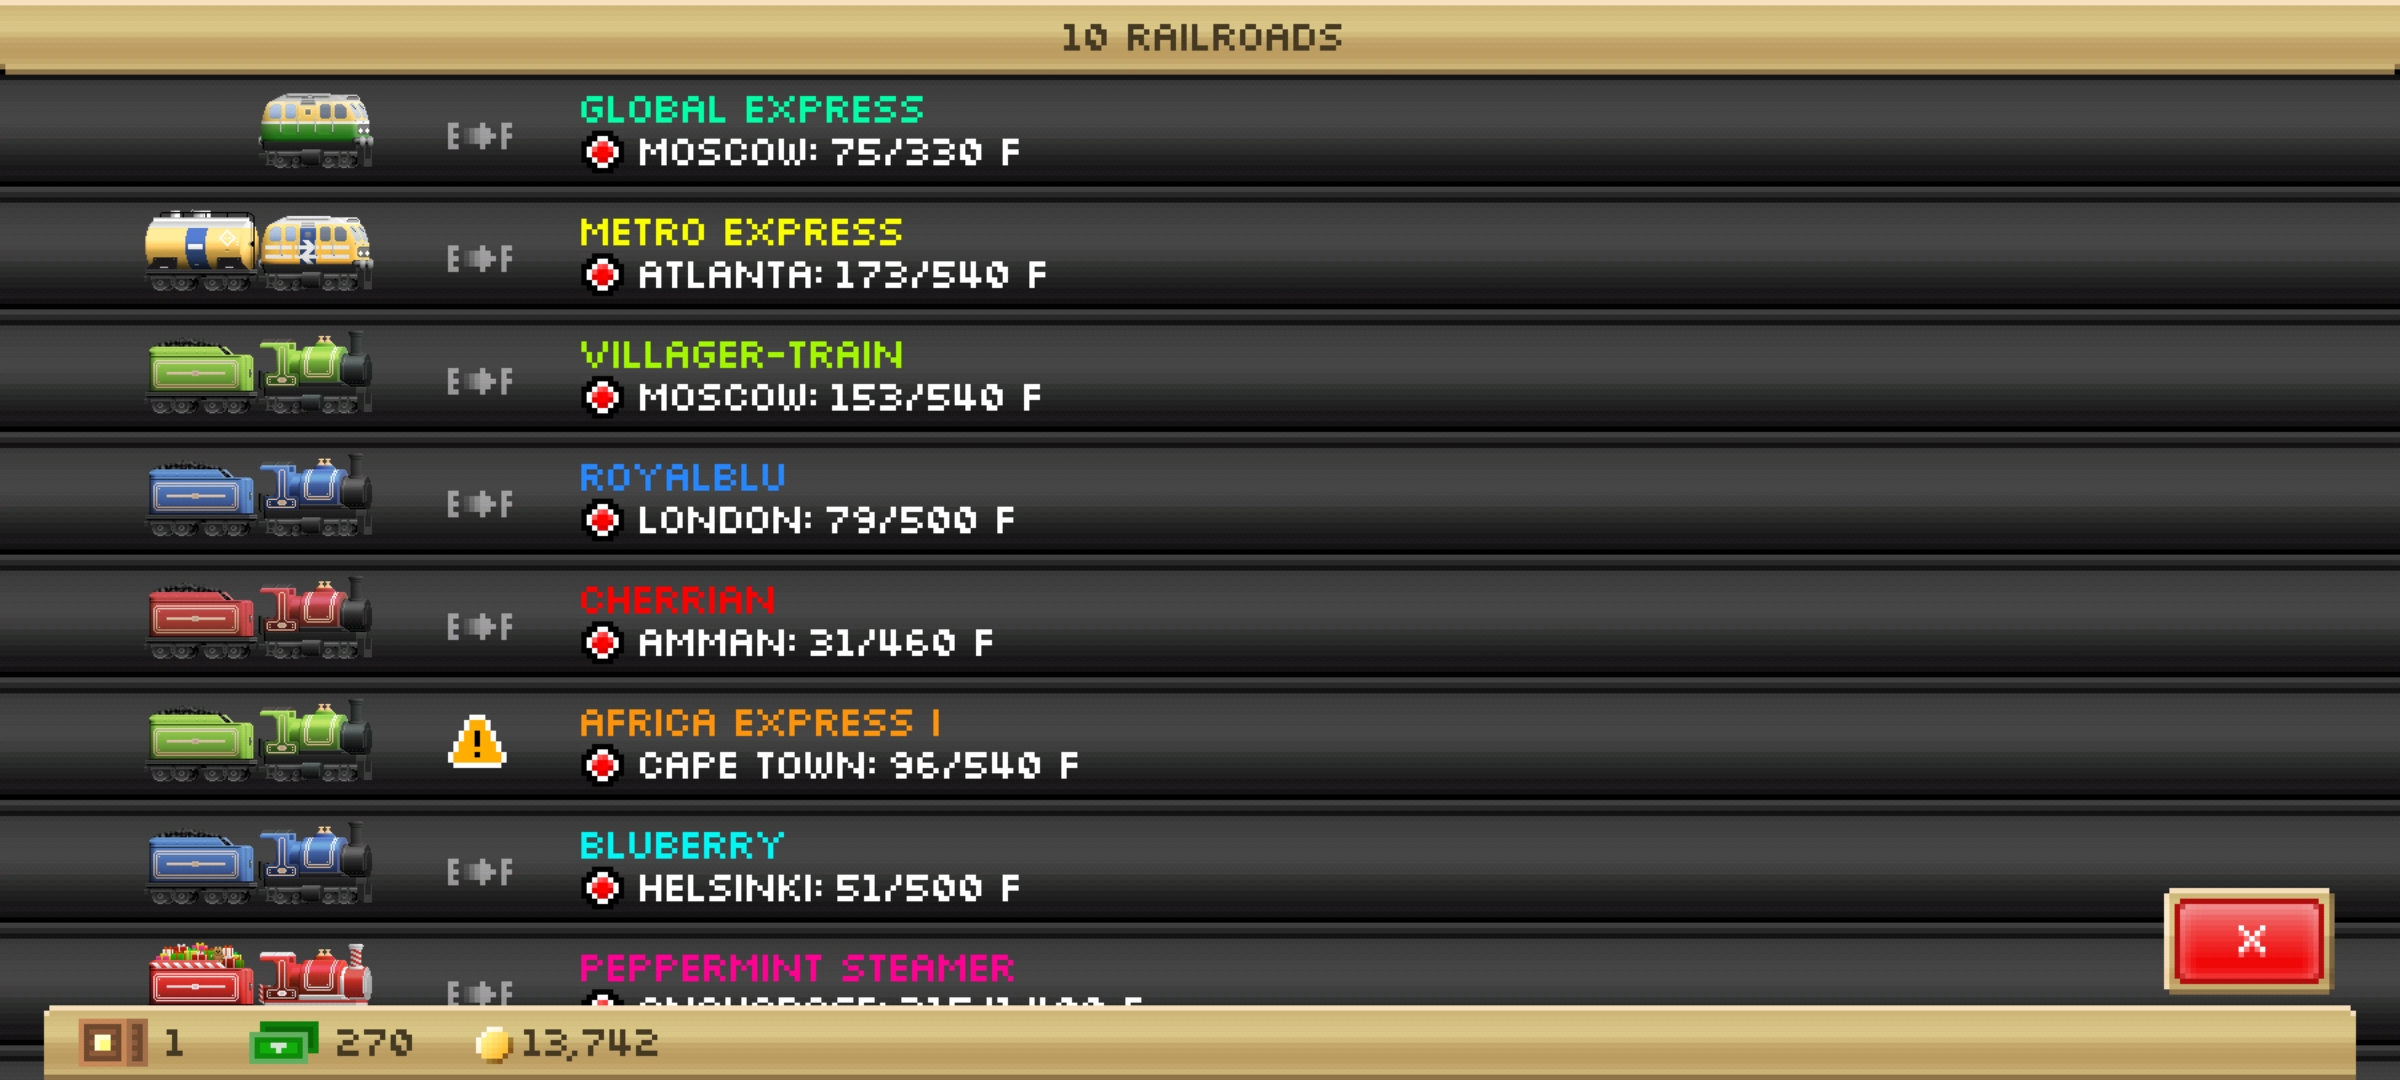 10 RAILROADS
E F
GLOBAL EXPRESS
MOSCOW: 75/330 F
E F
METRO EXPRESS
ATLANTA: 173/540 F
E F
VILLAGER-TRAIN
MOSCOW: 153/540 F
E F
ROYALBLU
LONDON: 79/500 F
E F
CHERRIAN
AMMAN: 31/460 F
!
AFRICA EXPRESS I
CAPE TOWN: 96/540 F
E F
BLUBERRY
HELSINKI: 51/500 F
E F
PEPPERMINT STEAMER
X
1 270 13,742